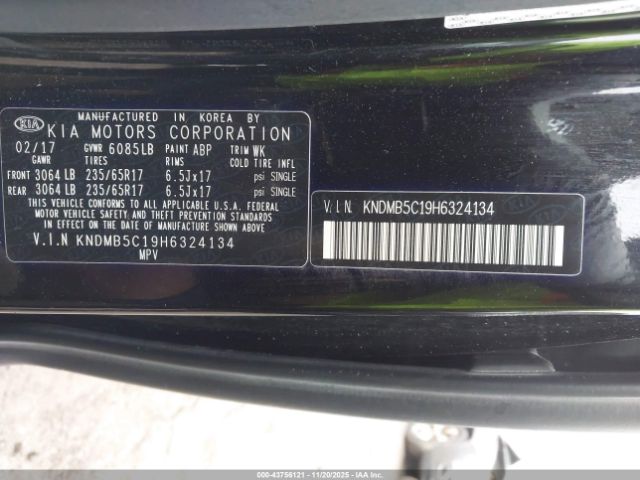 MANUFACTURED IN KOREA BY
KIA KIA MOTORS CORPORATION
02/17 GVWR 6085LB PAINT ABP TRIM WK
GAWR TIRES RIMS COLD TIRE INFL
FRONT 3064 LB 235/65R17 6.5Jx17 psi SINGLE
REAR 3064 LB 235/65R17 6.5Jx17 psi SINGLE
THIS VEHICLE CONFORMS TO ALL APPLICABLE U.S.A. FEDERAL
MOTOR VEHICLE SAFETY AND THEFT PREVENTION STANDARDS
IN EFFECT ON THE DATE OF MANUFACTURE SHOWN ABOVE.
V.I.N KNDMB5C19H6324134
MPV
V.I.N. KNDMB5C19H6324134
000-43756121 - 11/20/2025 - IAAI.COM